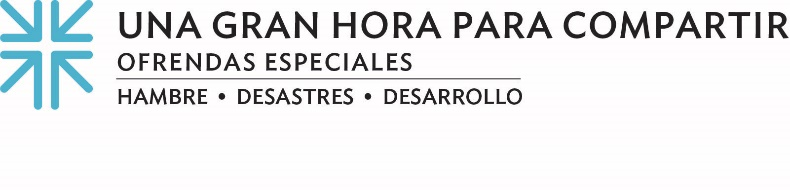 UNA GRAN HORA PARA COMPARTIR
OFRENDAS ESPECIALES
HAMBRE • DESASTRES • DESARROLLO